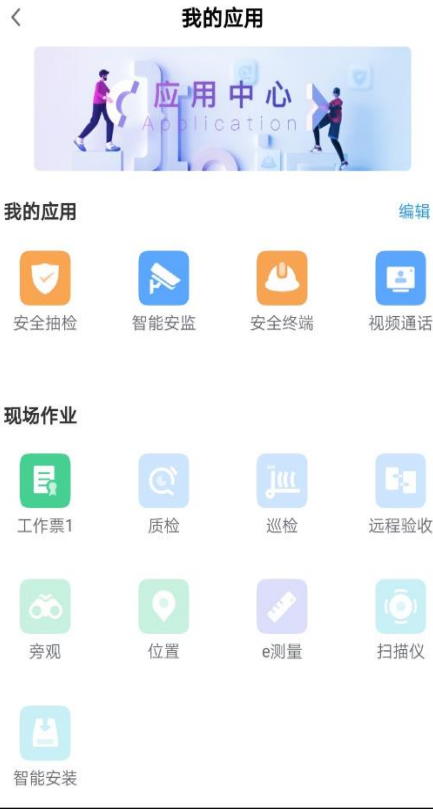 我的应用
应用中心
Application
我的应用
编辑
安全抽检
智能安监
安全终端
视频通话
现场作业
工作票1
质检
巡检
远程验收
旁观
位置
e测量
扫描仪
智能安装